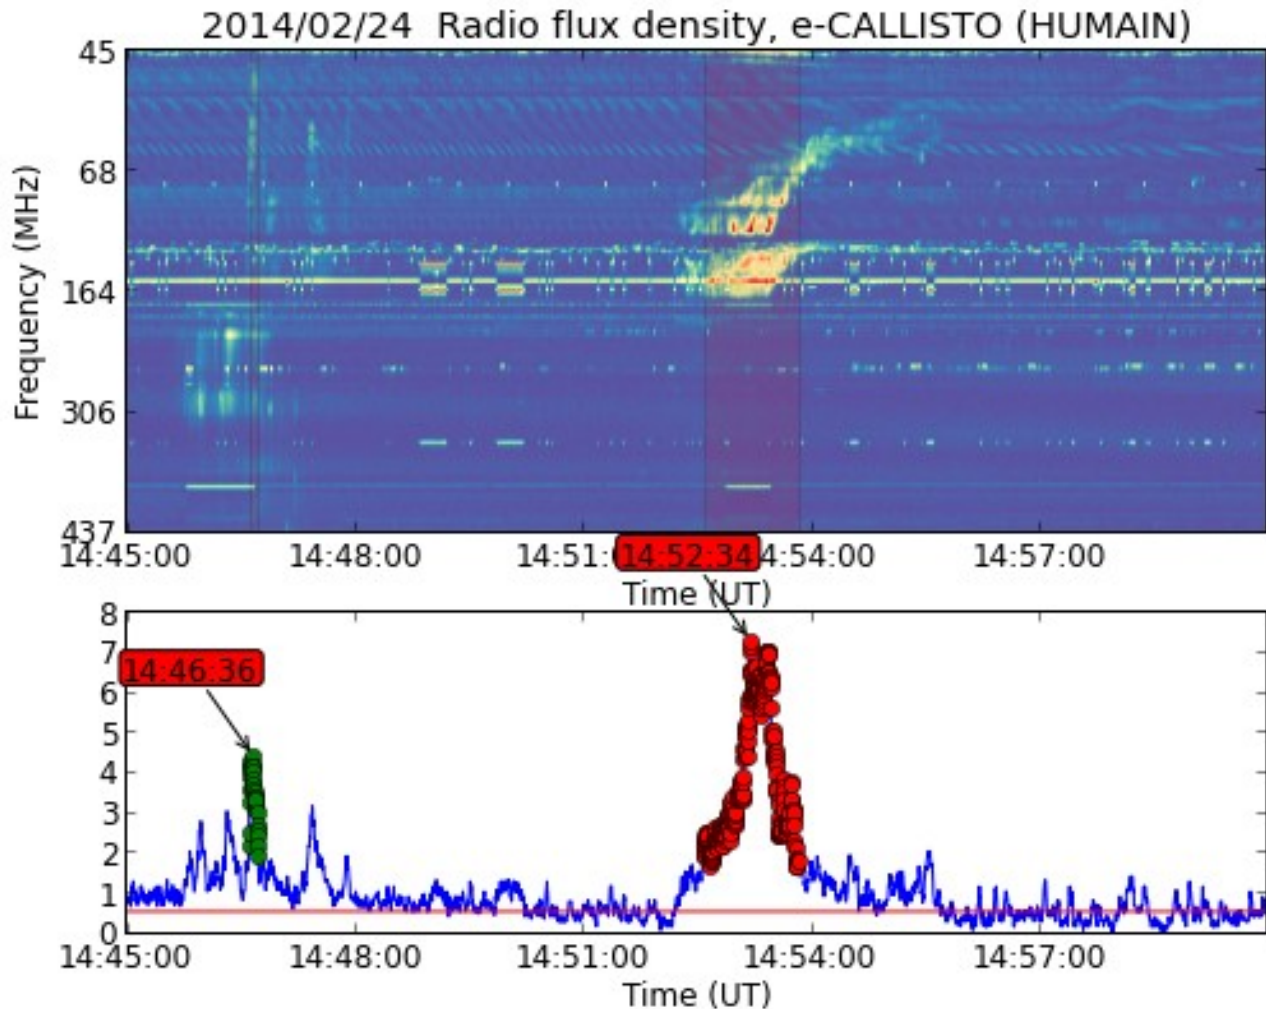 2014/02/24 Radio flux density, e-CALLISTO (HUMAIN)
45
68
164
306
437
Frequency (MHz)
14:45:00 14:48:00 14:51: 14:52:34 4:54:00 14:57:00
Time (UT)
8
7
6
5
4
3
2
1
0
14:46:36
14:45:00 14:48:00 14:51:00 14:54:00 14:57:00
Time (UT)